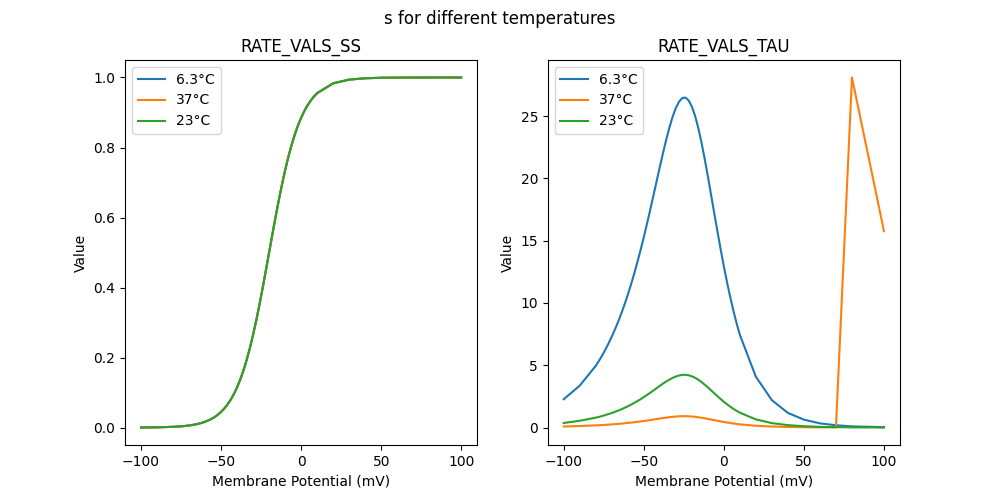 s for different temperatures
RATE_VALS_SS
1.0
0.8
0.6
0.4
0.2
0.0
Value
6.3°C
37°C
23°C
−100
−50
0
50
100
Membrane Potential (mV)
RATE_VALS_TAU
25
20
15
10
5
0
Value
6.3°C
37°C
23°C
−100
−50
0
50
100
Membrane Potential (mV)